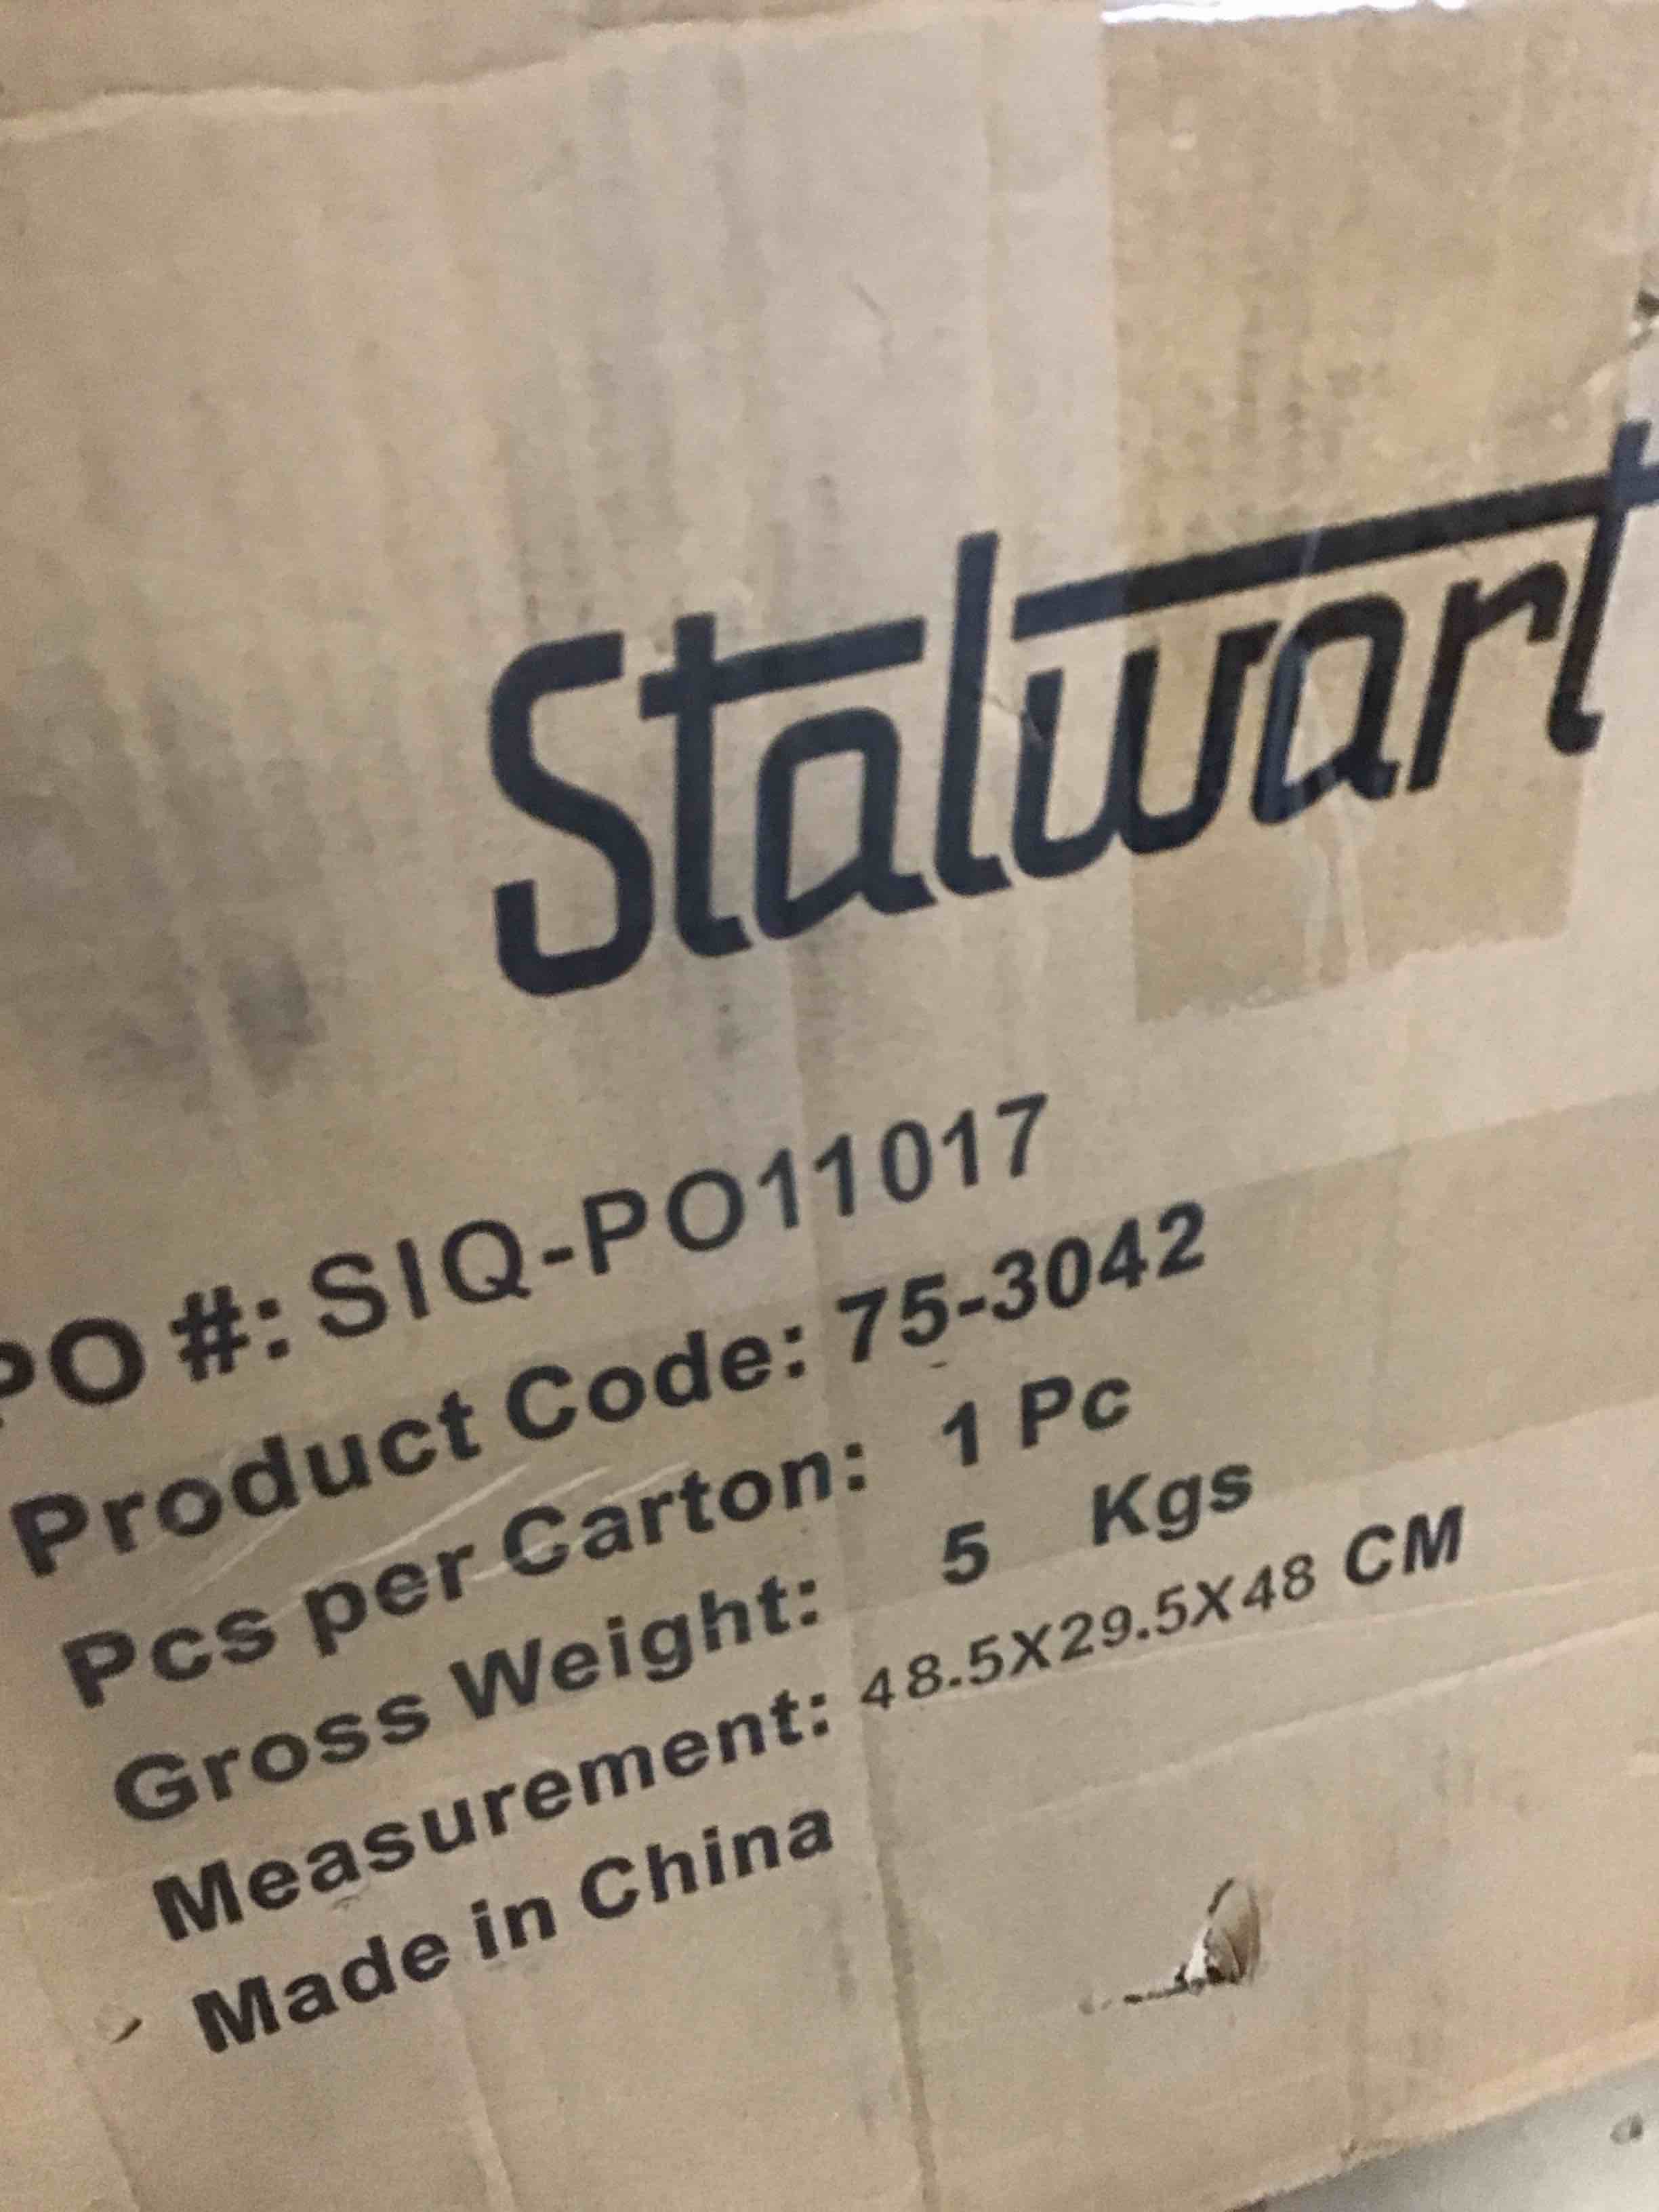 Stalwart
PO #: SIQ-PO11017
Product Code: 75-3042
Pcs per Carton: 1 Pc
Gross Weight: 5 Kgs
Measurement: 48.5X29.5X48 CM
Made in China